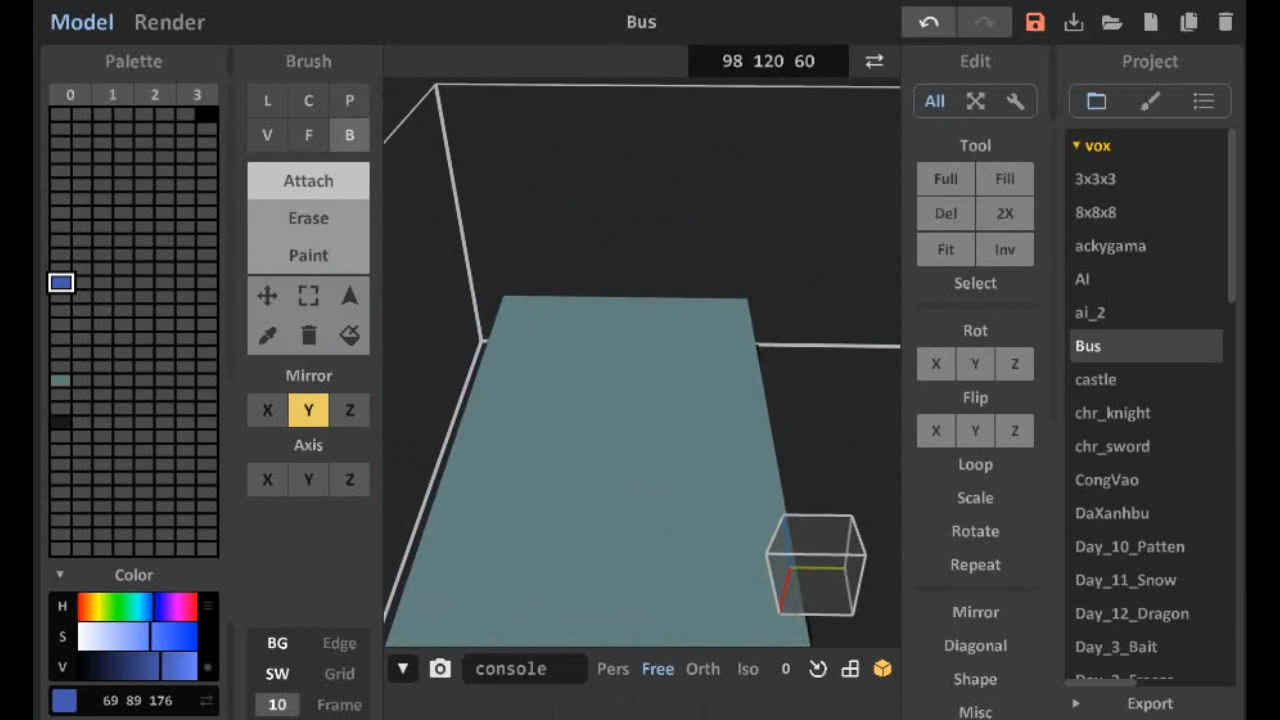 Model Render
Bus
Palette
0 1 2 3
Color
H
S
V
69 89 176
Brush
L C P
V F B
Attach
Erase
Paint
Mirror
X Y Z
Axis
X Y Z
BG Edge
SW Grid
10 Frame
98 120 60
console Pers Free Orth Iso 0
Edit
All
Tool
Full Fill
Del 2X
Fit Inv
Select
Rot
X Y Z
Flip
X Y Z
Loop
Scale
Rotate
Repeat
Mirror
Diagonal
Shape
Misc
Project
vox
3x3x3
8x8x8
ackygama
AI
ai_2
Bus
castle
chr_knight
chr_sword
CongVao
DaXanhbu
Day_10_Patten
Day_11_Snow
Day_12_Dragon
Day_3_Bait
Export